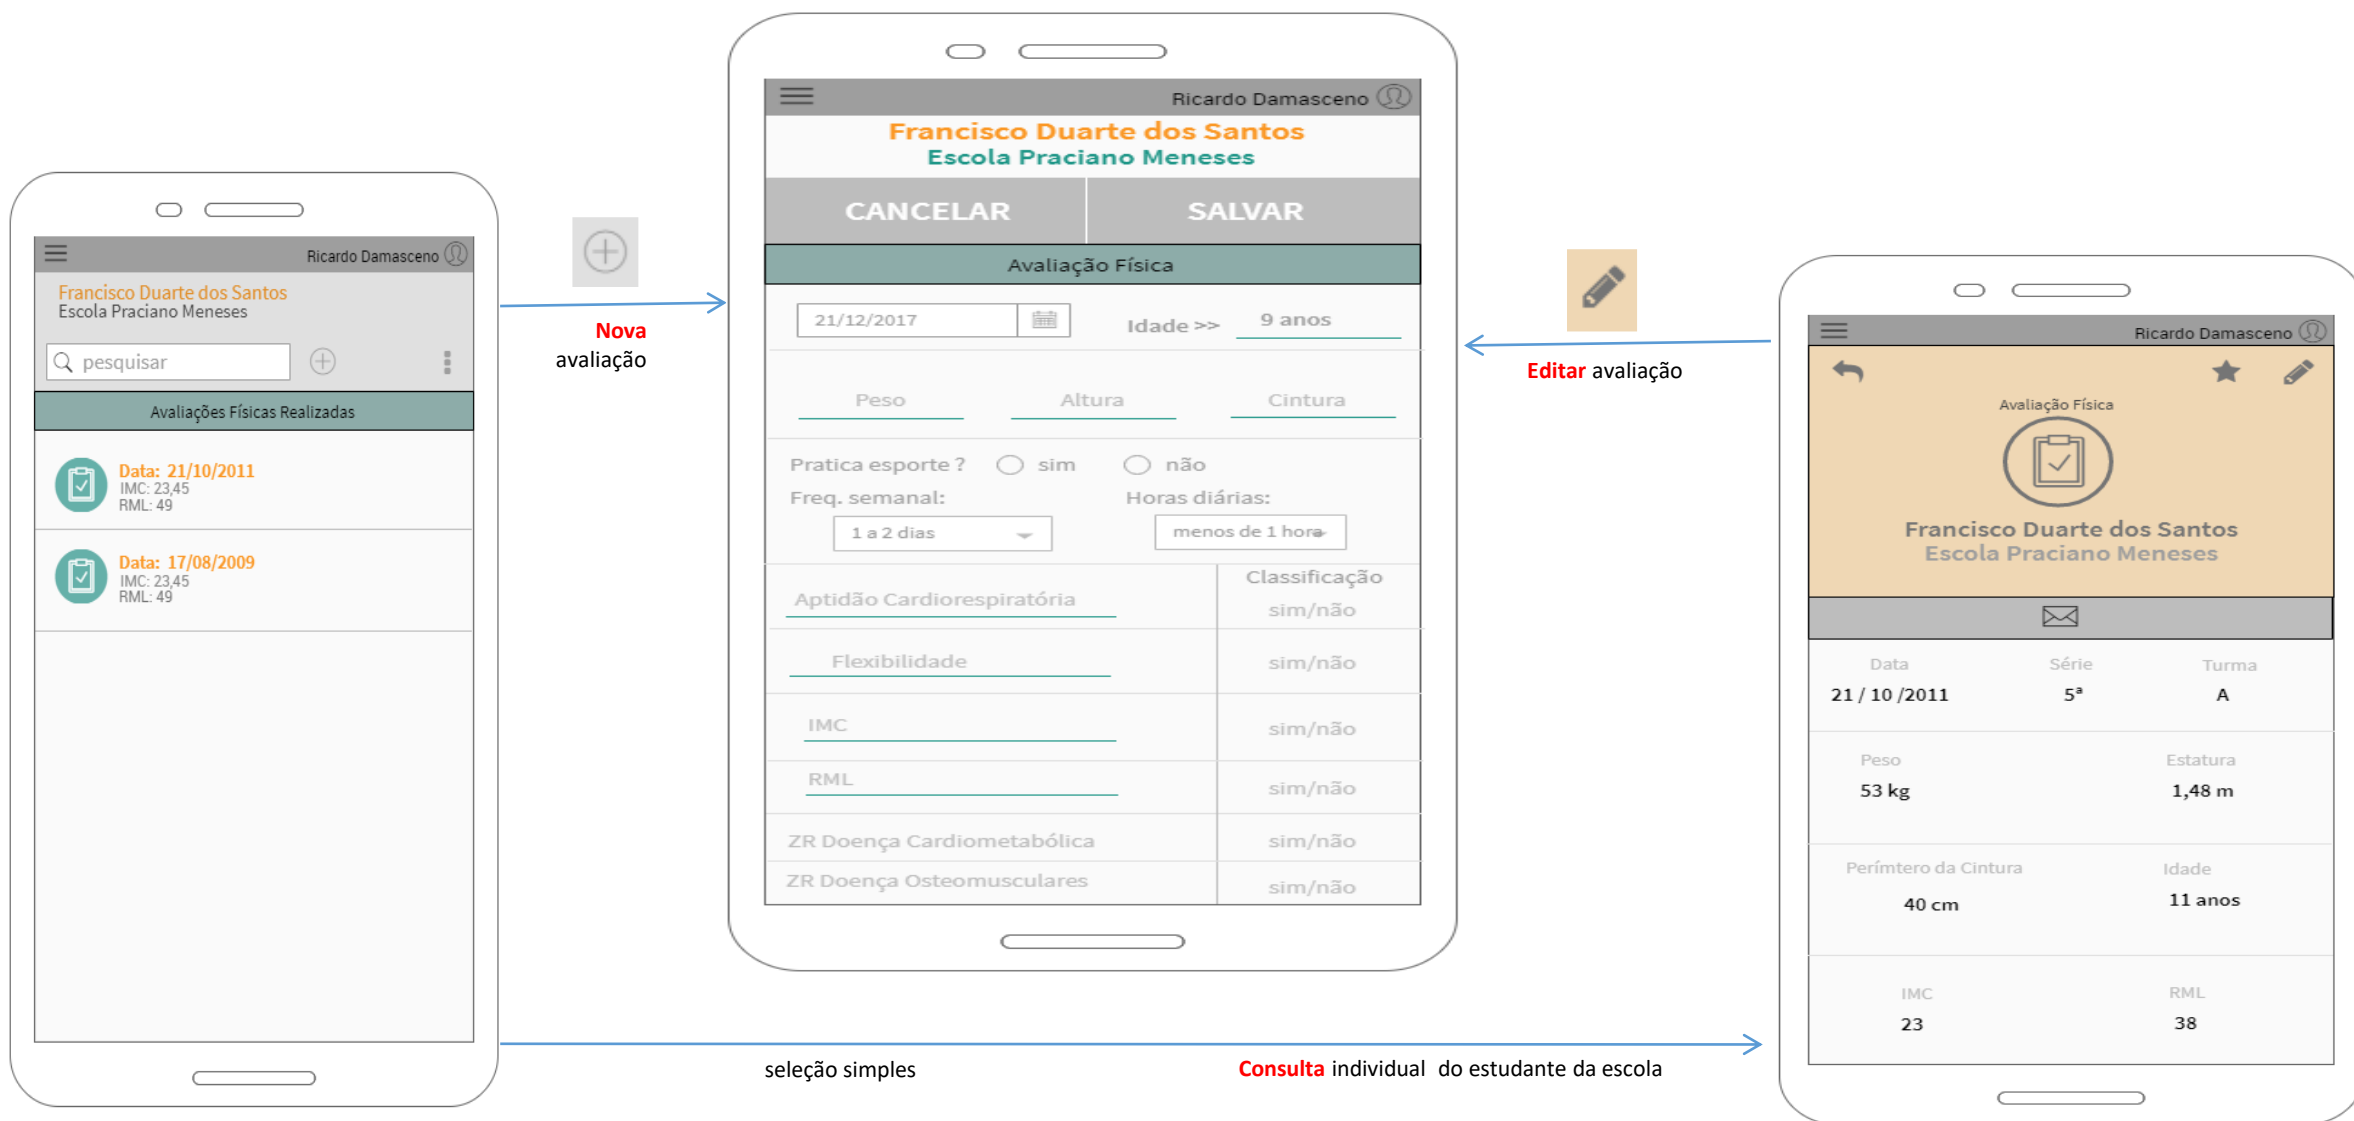 Ricardo Damasceno
Francisco Duarte dos Santos
Escola Praciano Meneses
pesquisar
Avaliações Físicas Realizadas
Data: 21/10/2011
IMC: 23,45
RML: 49
Data: 17/08/2009
IMC: 23,45
RML: 49
Nova
avaliação
Ricardo Damasceno
Francisco Duarte dos Santos
Escola Praciano Meneses
CANCELAR SALVAR
Avaliação Física
21/12/2017 Idade >> 9 anos
Peso Altura Cintura
Pratica esporte ? sim não
Freq. semanal: Horas diárias:
1 a 2 dias menos de 1 hora
Classificação
Aptidão Cardiorespiratória sim/não
Flexibilidade sim/não
IMC sim/não
RML sim/não
ZR Doença Cardiometabólica sim/não
ZR Doença Osteomusculares sim/não
Editar avaliação
Ricardo Damasceno
Avaliação Física
Francisco Duarte dos Santos
Escola Praciano Meneses
Data Série Turma
21 / 10 /2011 5ª A
Peso Estatura
53 kg 1,48 m
Perímtero da Cintura Idade
40 cm 11 anos
IMC RML
23 38
seleção simples Consulta individual do estudante da escola